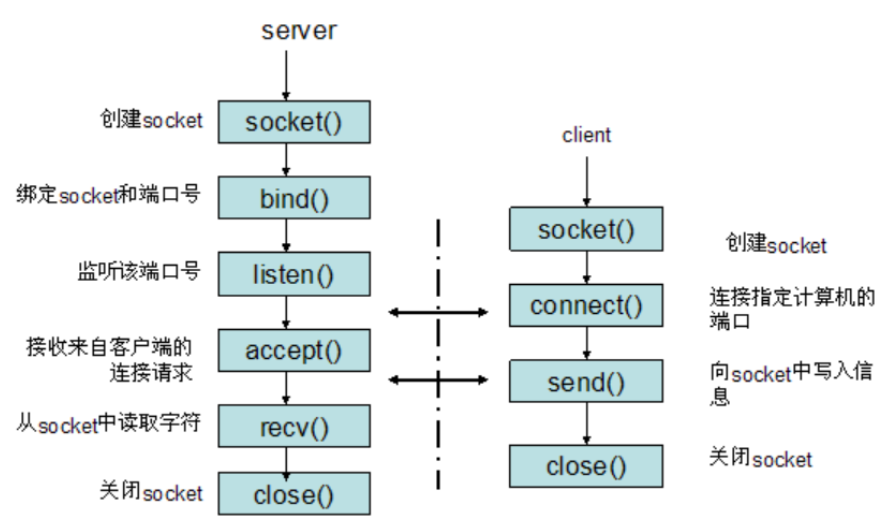 server
创建socket
socket()
绑定socket和端口号
bind()
监听该端口号
listen()
接收来自客户端的
连接请求
accept()
从socket中读取字符
recv()
关闭socket
close()
client
socket()
创建socket
connect()
连接指定计算机的
端口
send()
向socket中写入信
息
close()
关闭socket